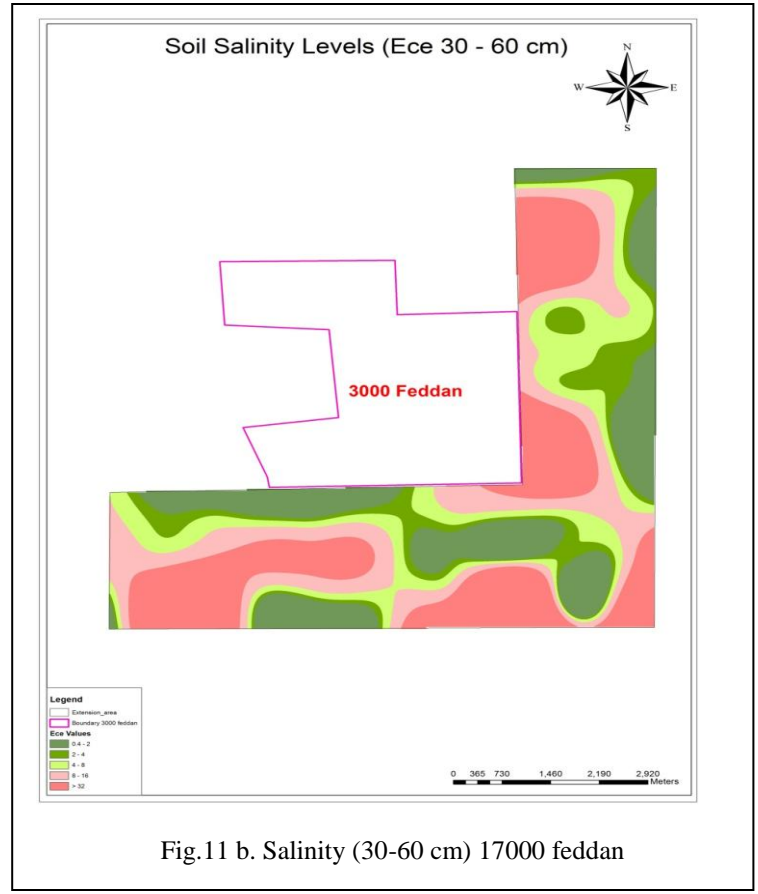 Soil Salinity Levels (Ece 30 - 60 cm)
N
W E
S
3000 Feddan
Legend
Extension_area
Boundary 3000 feddan
Ece Values
0.4 - 2
2 - 4
4 - 8
8 - 16
> 32
0 365 730 1,460 2,190 2,920
Meters
Fig.11 b. Salinity (30-60 cm) 17000 feddan